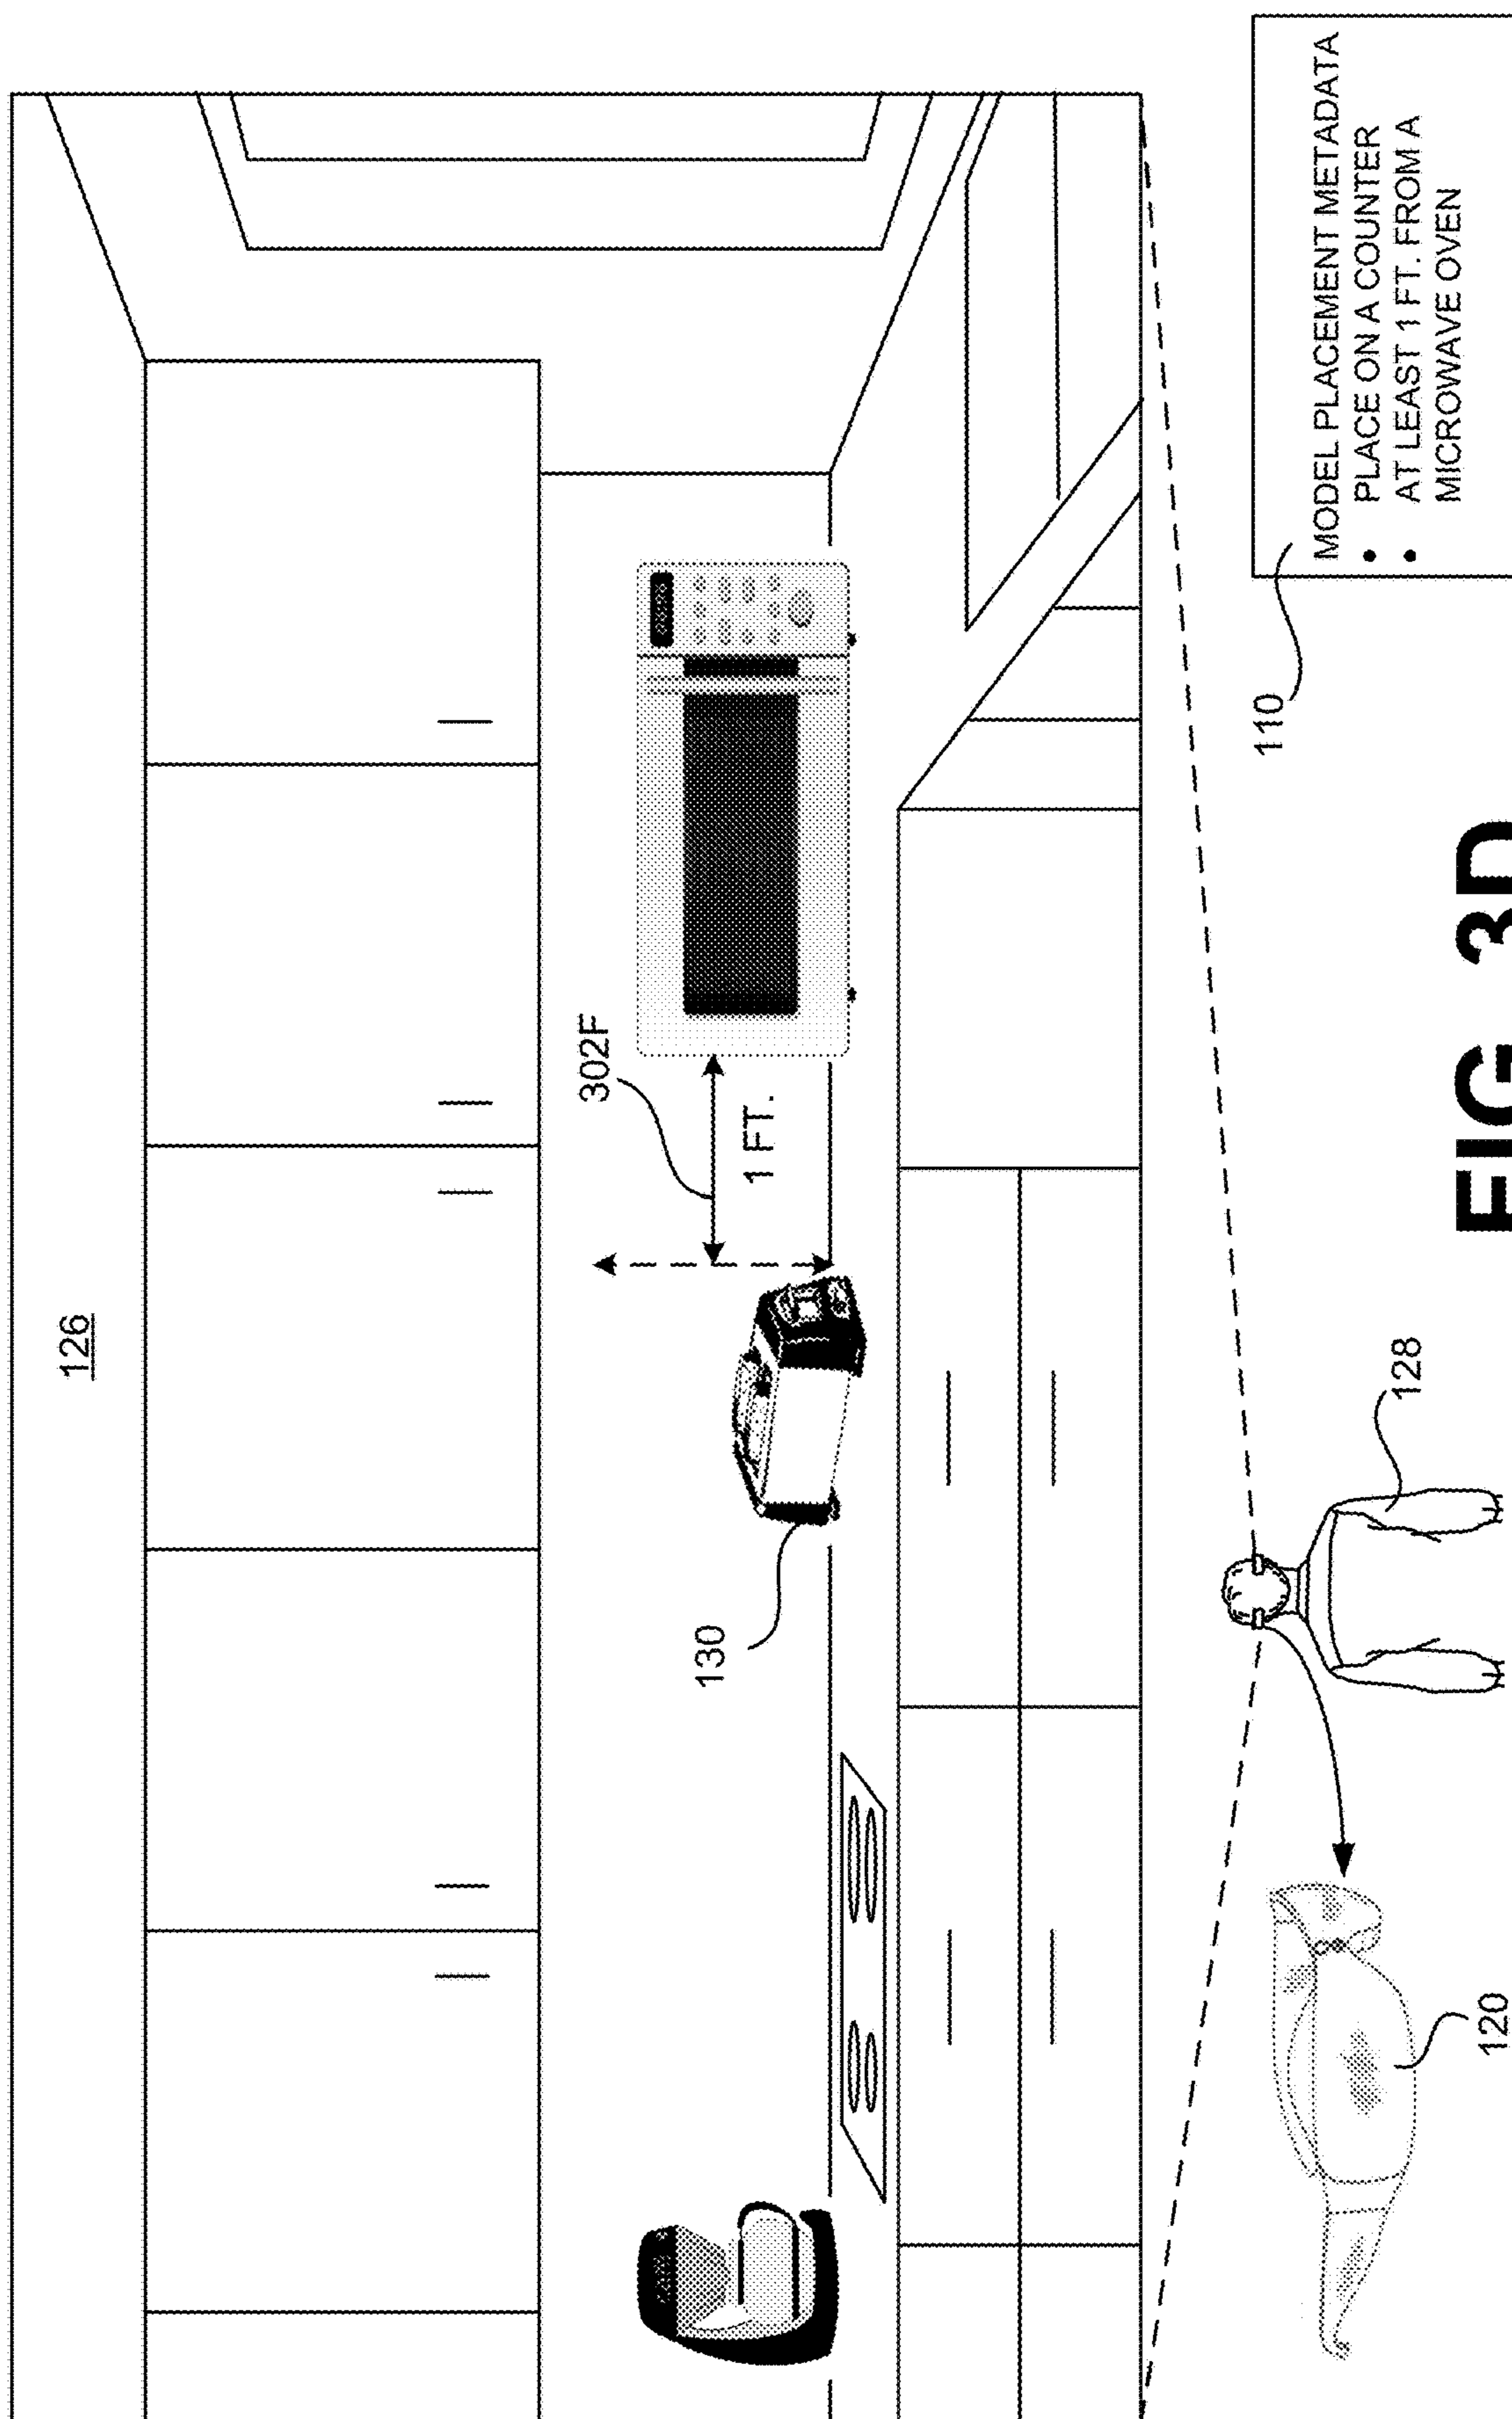 126
302F
1 FT.
130
128
120
110
MODEL PLACEMENT METADATA
• PLACE ON A COUNTER
• AT LEAST 1 FT. FROM A
MICROWAVE OVEN
FIG. 3D